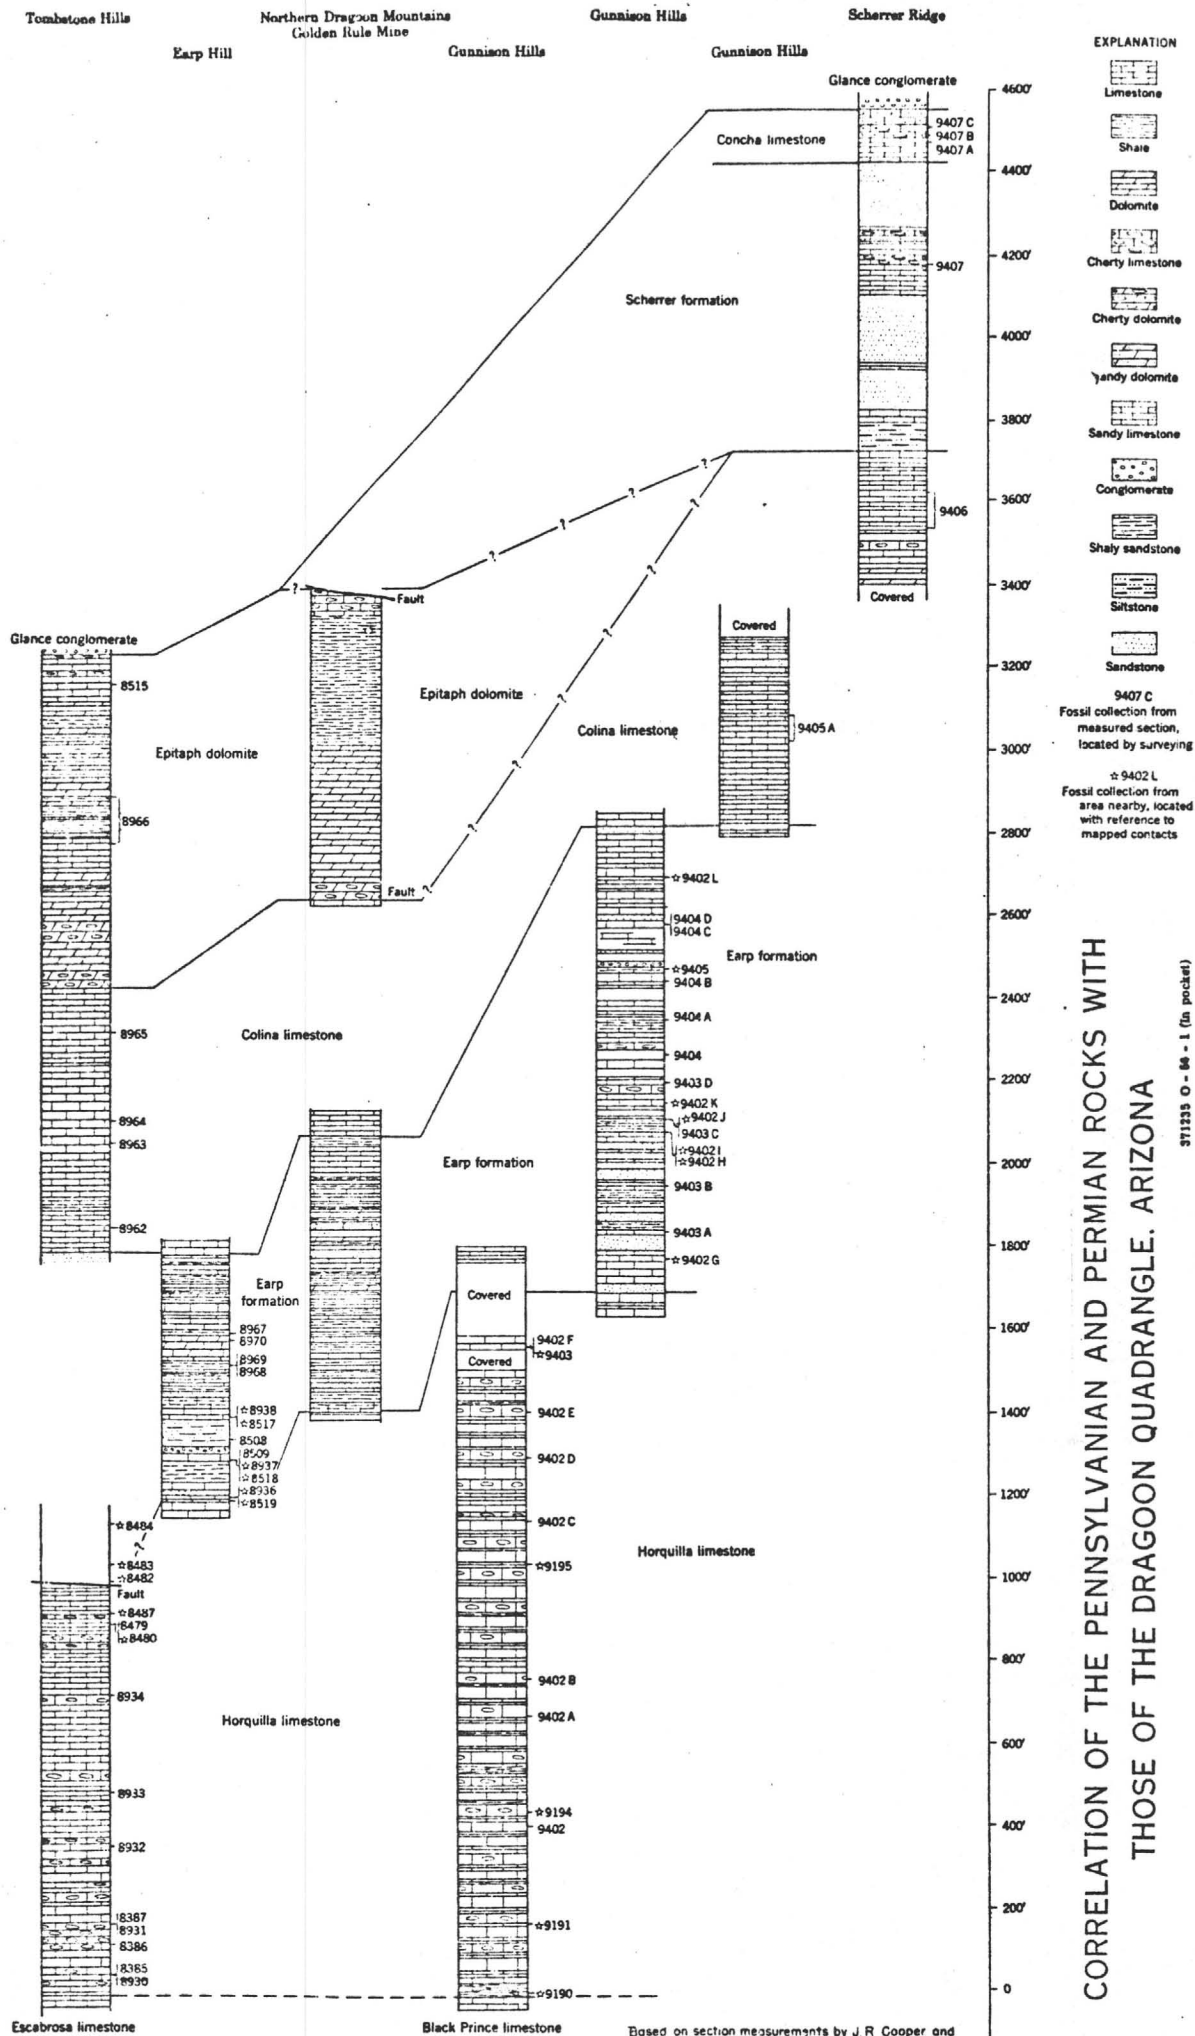 Tombstone Hills
Earp Hill
Northern Dragoon Mountains
Golden Rule Mine
Gunnison Hills
Gunnison Hills
Gunnison Hills
Scherrer Ridge
EXPLANATION
Limestone
Shale
Dolomite
Cherty limestone
Cherty dolomite
Sandy dolomite
Sandy limestone
Conglomerate
Shaly sandstone
Siltstone
Sandstone
9407 C
Fossil collection from
measured section,
located by surveying
☆ 9402 L
Fossil collection from
area nearby, located
with reference to
mapped contacts
4600'
4400'
4200'
4000'
3800'
3600'
3400'
3200'
3000'
2800'
2600'
2400'
2200'
2000'
1800'
1600'
1400'
1200'
1000'
800'
600'
400'
200'
0
Glance conglomerate
9407 C
9407 B
9407 A
9407
9406
Covered
Concha limestone
Scherrer formation
?
?
?
?
?
?
?
?
?
?
?
?
?
Covered
9405 A
Colina limestone
Fault
Epitaph dolomite
Fault
Glance conglomerate
8515
Epitaph dolomite
8966
8965
8964
8963
8962
Colina limestone
☆9402 L
9404 D
9404 C
☆9405
9404 B
9404 A
9404
9403 D
☆9402 K
☆9402 J
9403 C
☆9402 I
☆9402 H
9403 B
9403 A
☆9402 G
Earp formation
Earp formation
Earp
formation
8967
8970
8969
8968
☆8938
☆8517
8508
8509
☆8937
☆8518
☆8936
☆8519
Covered
9402 F
☆9403
Covered
9402 E
9402 D
9402 C
☆9195
9402 B
9402 A
☆9194
9402
☆9191
☆9190
Black Prince limestone
Horquilla limestone
☆8484
?
☆8483
☆8482
Fault
☆8487
8479
☆8480
8934
8933
8932
8387
8931
8386
8385
8930
Horquilla limestone
Escabrosa limestone
Based on section measurements by J. R. Cooper and
CORRELATION OF THE PENNSYLVANIAN AND PERMIAN ROCKS WITH
THOSE OF THE DRAGOON QUADRANGLE. ARIZONA
371235 O - 56 - 1 (In pocket)